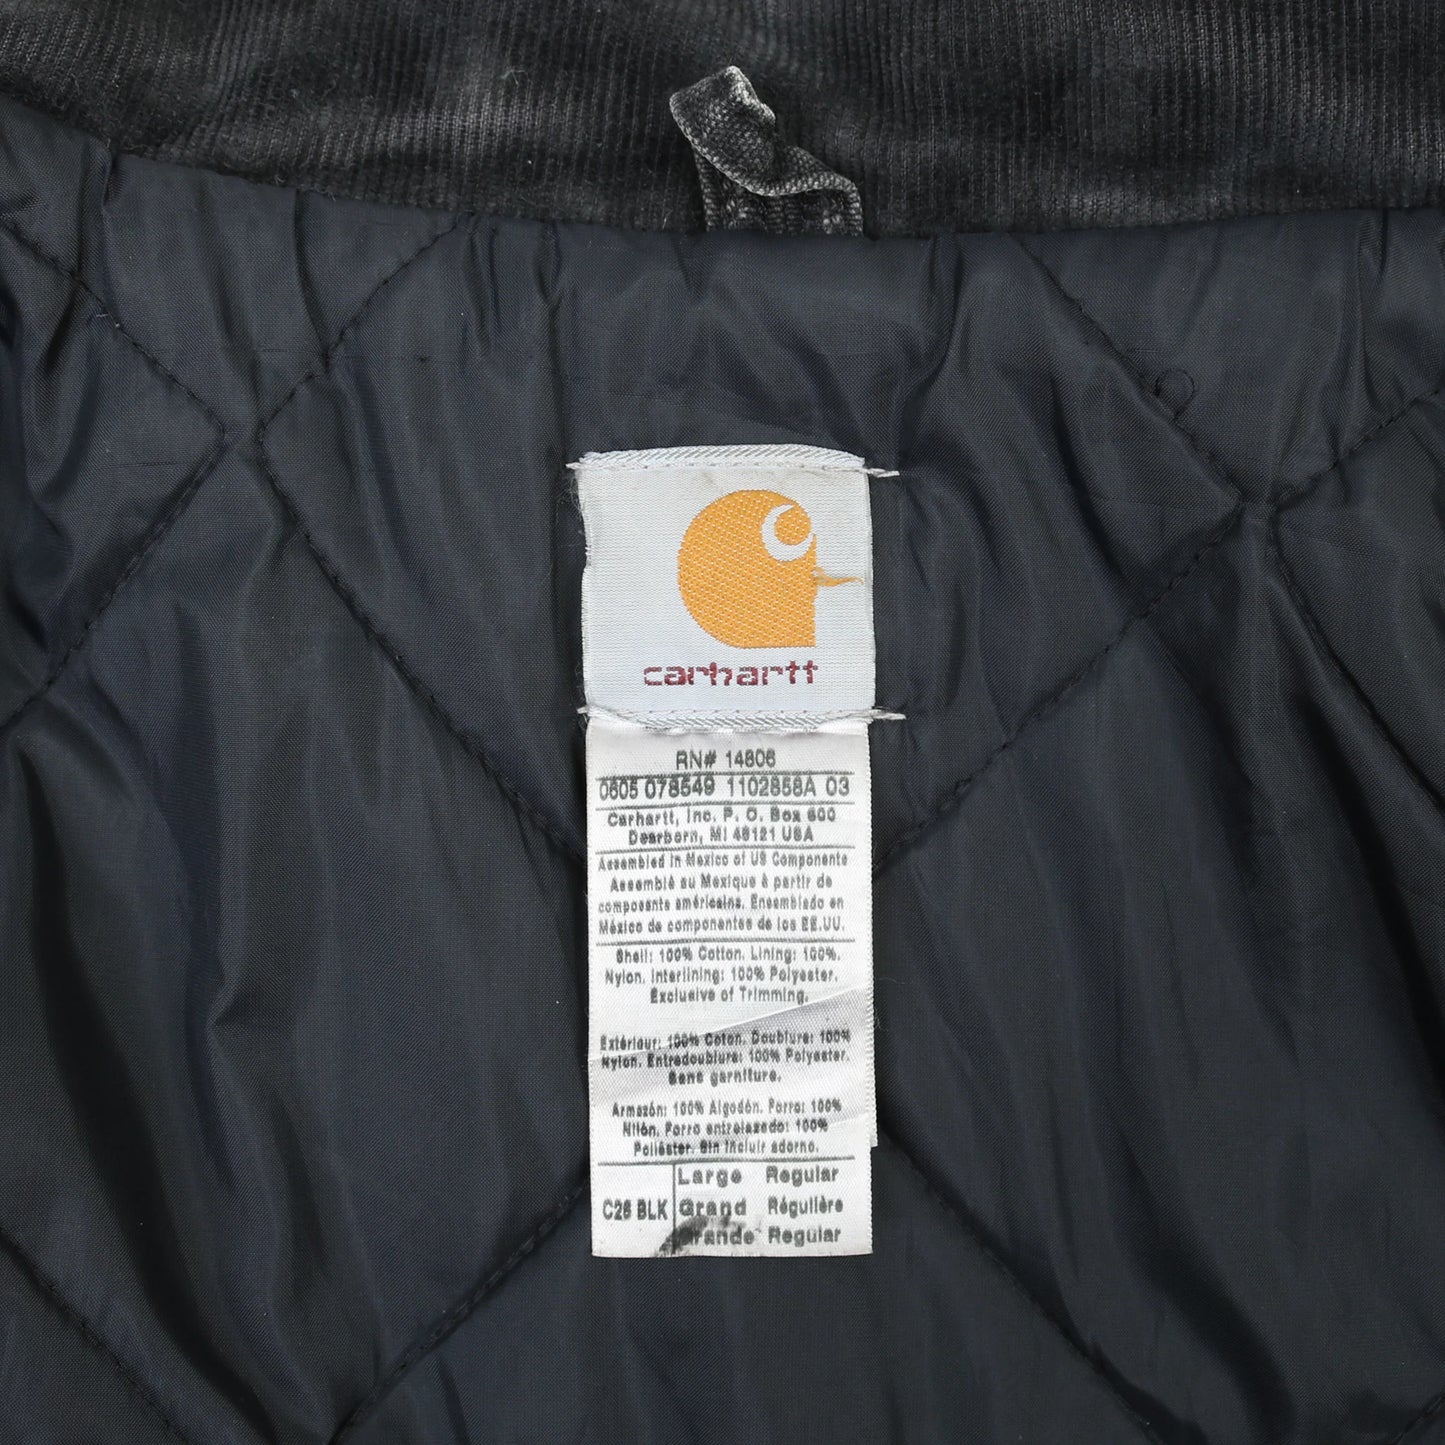 carhartt
RN# 14806
0605 078549 1102858A 03
Carhartt, Inc. P. O. Box 600
Dearborn, MI 48121 USA
Assembled in Mexico of US Components
Assemblé au Mexique à partir de
composants américains. Ensamblado en
México de componentes de los EE.UU.
Shell: 100% Cotton. Lining: 100%.
Nylon. Interlining: 100% Polyester.
Exclusive of Trimming.
Extérieur: 100% Coton. Doublure: 100%
Nylon. Entredoublure: 100% Polyester.
Sans garniture.
Armazón: 100% Algodón. Forro: 100%
Nilón. Forro entrelazado: 100%
Poliéster. Sin incluir adorno.
Large Regular
C26 BLK Grand Régulière
Grande Regular